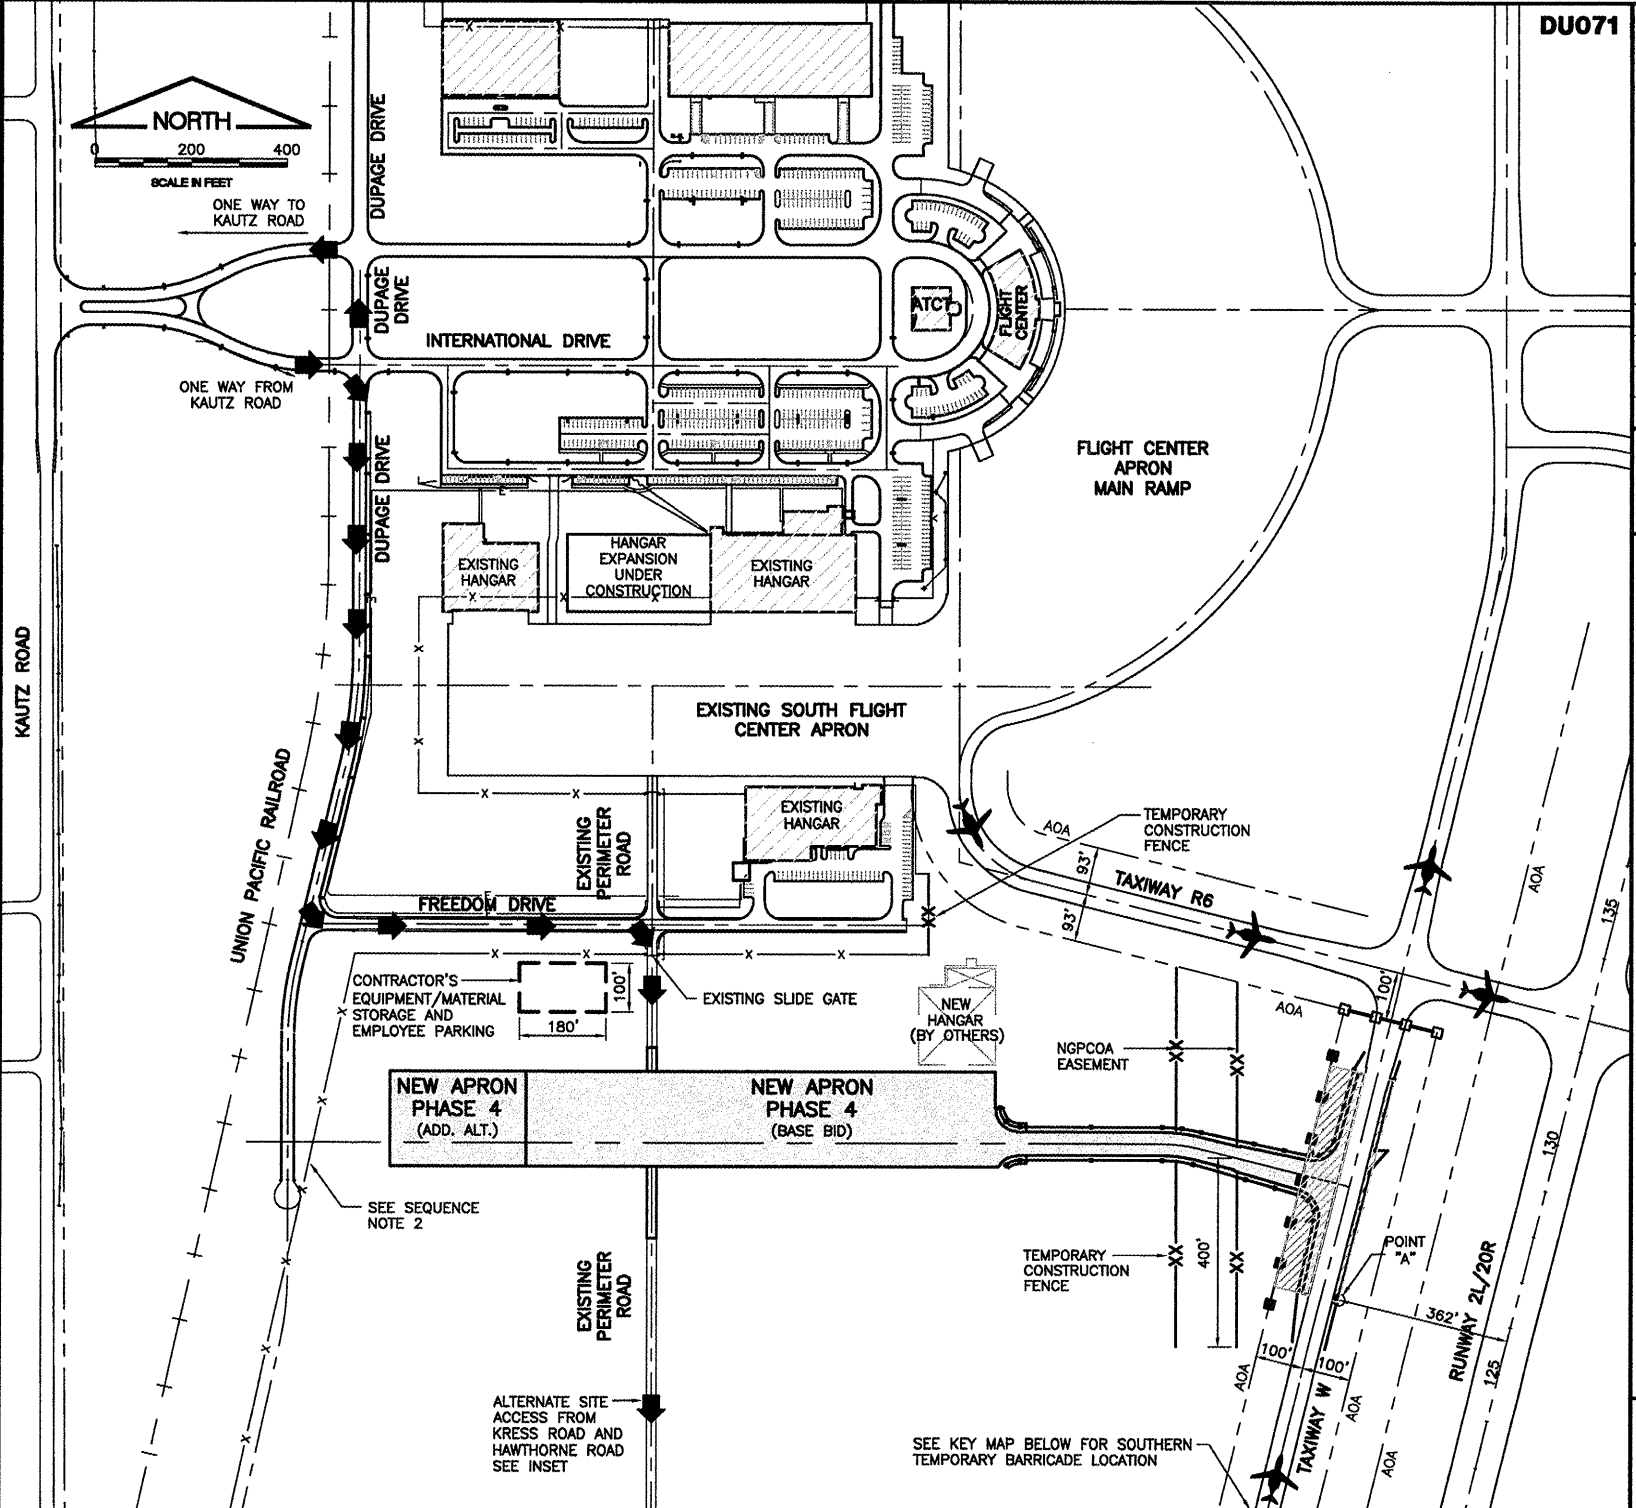 DU071
NORTH
0 200 400
SCALE IN FEET
ONE WAY TO
KAUTZ ROAD
DUPAGE DRIVE
DUPAGE
DRIVE
INTERNATIONAL DRIVE
ATCT
FLIGHT
CENTER
ONE WAY FROM
KAUTZ ROAD
DUPAGE DRIVE
FLIGHT CENTER
APRON
MAIN RAMP
EXISTING
HANGAR
HANGAR
EXPANSION
UNDER
CONSTRUCTION
EXISTING
HANGAR
KAUTZ ROAD
EXISTING SOUTH FLIGHT
CENTER APRON
UNION PACIFIC RAILROAD
EXISTING
PERIMETER
ROAD
EXISTING
HANGAR
TEMPORARY
CONSTRUCTION
FENCE
AOA
93'
93'
TAXIWAY R6
AOA
135
FREEDOM DRIVE
CONTRACTOR'S
EQUIPMENT/MATERIAL
STORAGE AND
EMPLOYEE PARKING
100'
180'
EXISTING SLIDE GATE
NEW
HANGAR
(BY OTHERS)
AOA
100'
NGPCOA
EASEMENT
NEW APRON
PHASE 4
(ADD. ALT.)
NEW APRON
PHASE 4
(BASE BID)
130
SEE SEQUENCE
NOTE 2
EXISTING
PERIMETER
ROAD
TEMPORARY
CONSTRUCTION
FENCE
400'
POINT
"A"
362'
RUNWAY 2L/20R
125
100'
100'
AOA
AOA
TAXIWAY W
AOA
ALTERNATE SITE
ACCESS FROM
KRESS ROAD AND
HAWTHORNE ROAD
SEE INSET
SEE KEY MAP BELOW FOR SOUTHERN
TEMPORARY BARRICADE LOCATION